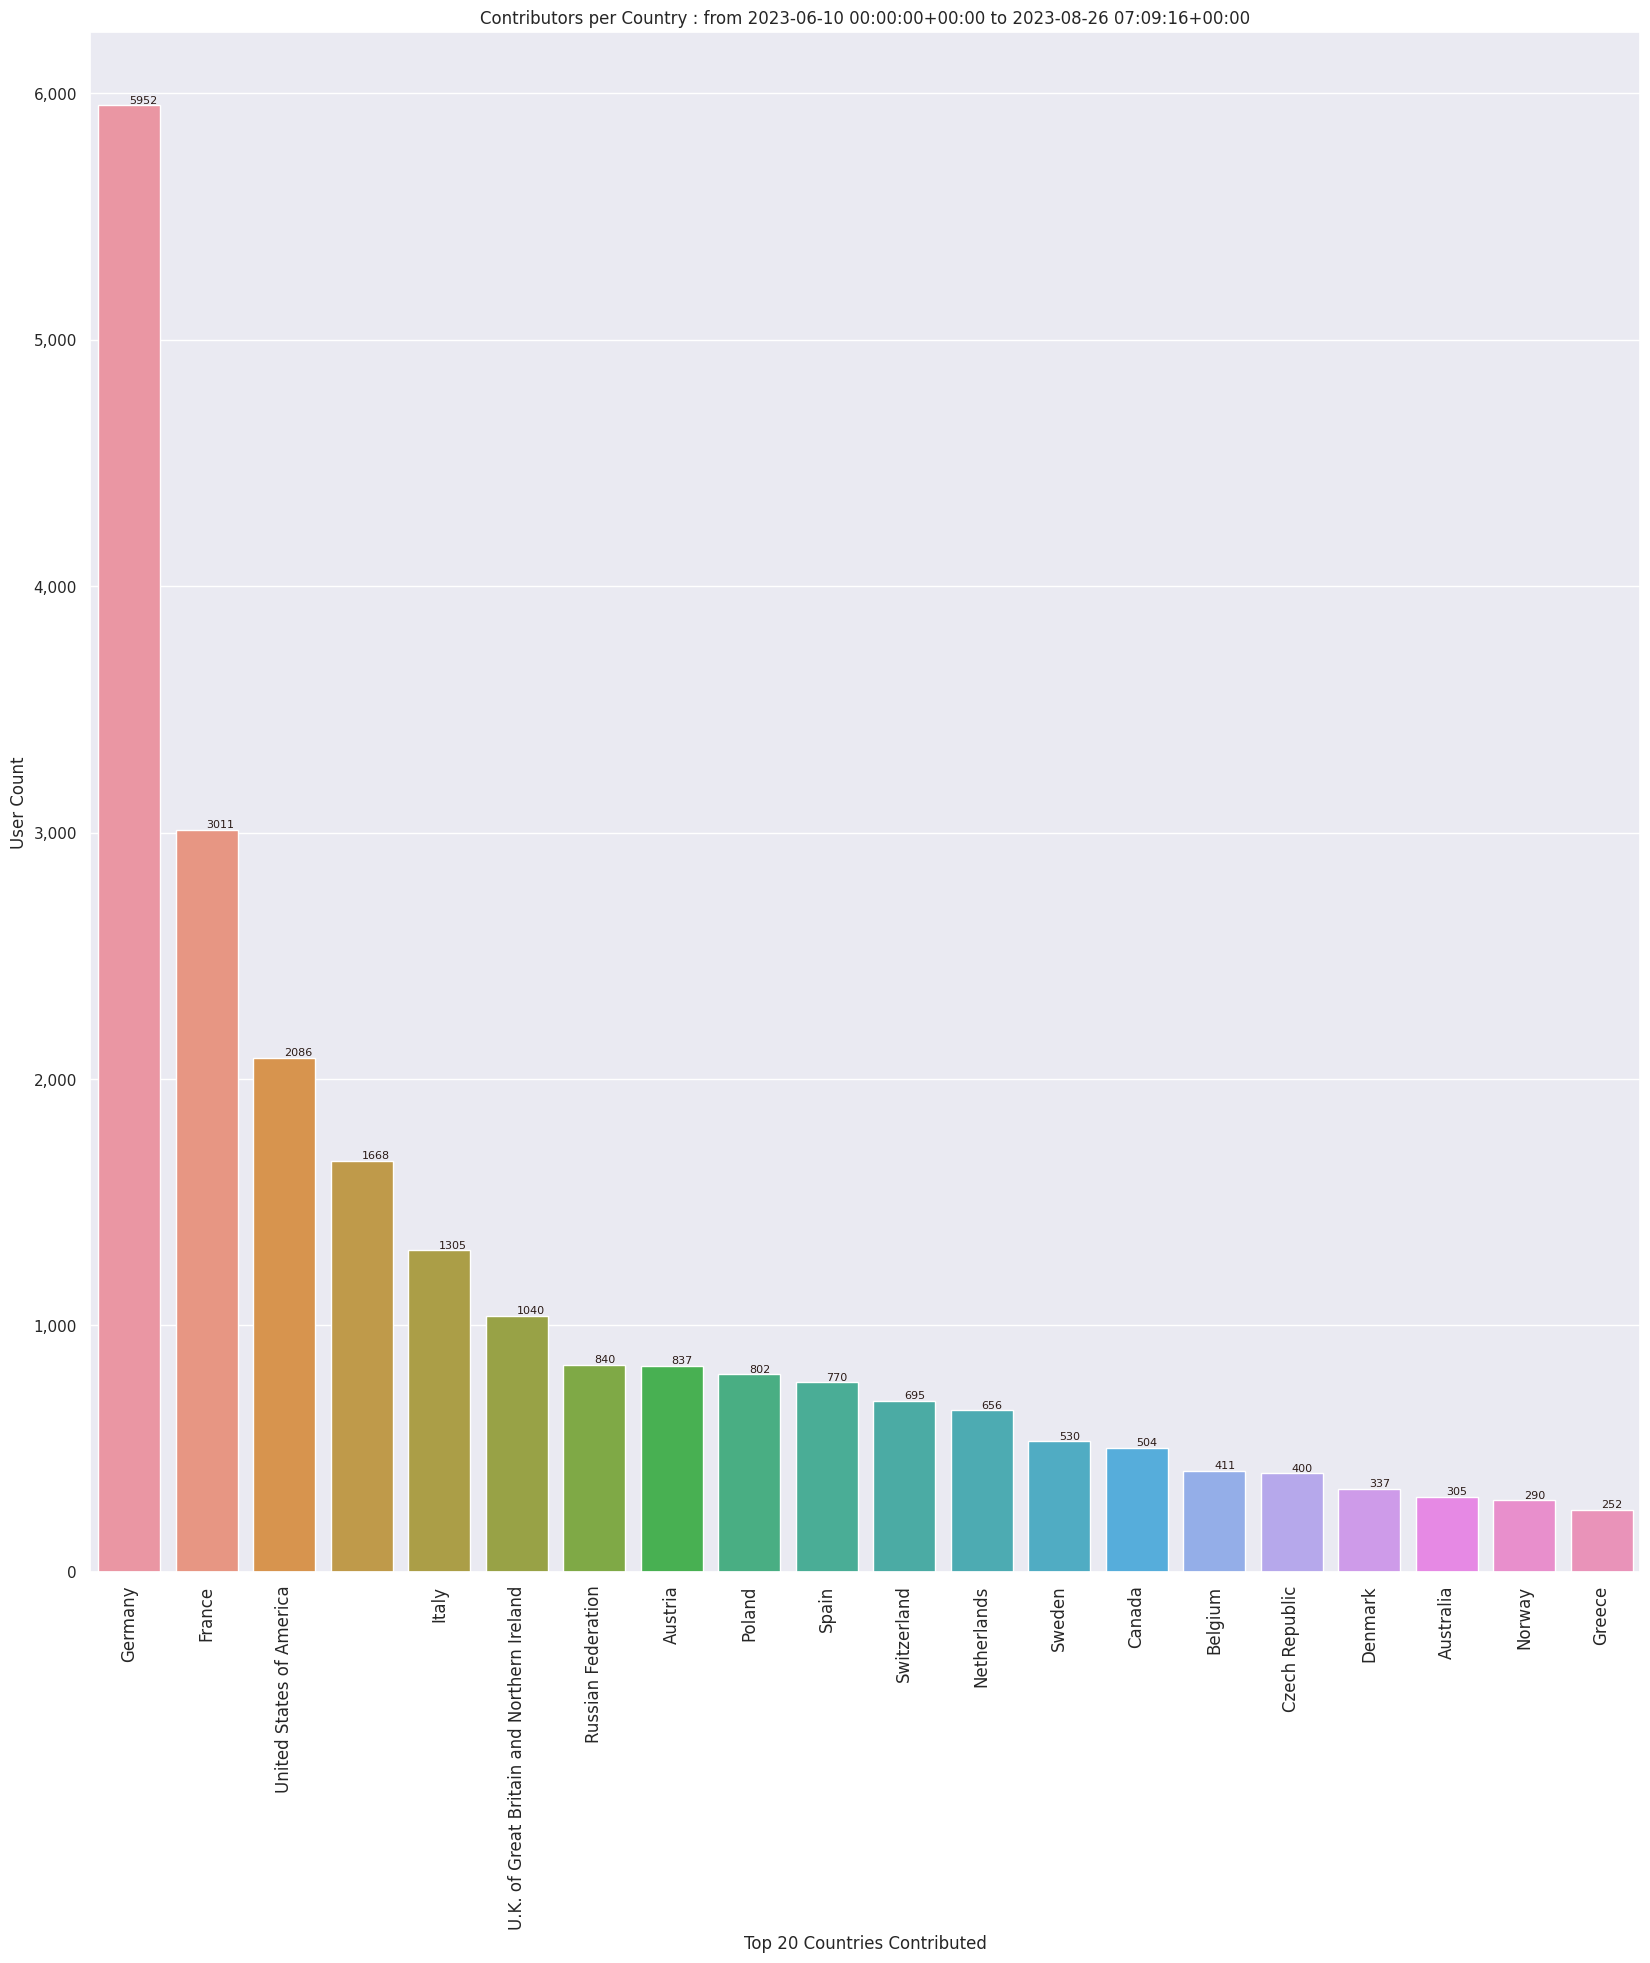 Contributors per Country : from 2023-06-10 00:00:00+00:00 to 2023-08-26 07:09:16+00:00
User Count
6,000
5,000
4,000
3,000
2,000
1,000
0
5952
3011
2086
1668
1305
1040
840
837
802
770
695
656
530
504
411
400
337
305
290
252
Germany
France
United States of America
Italy
U.K. of Great Britain and Northern Ireland
Russian Federation
Austria
Poland
Spain
Switzerland
Netherlands
Sweden
Canada
Belgium
Czech Republic
Denmark
Australia
Norway
Greece
Top 20 Countries Contributed